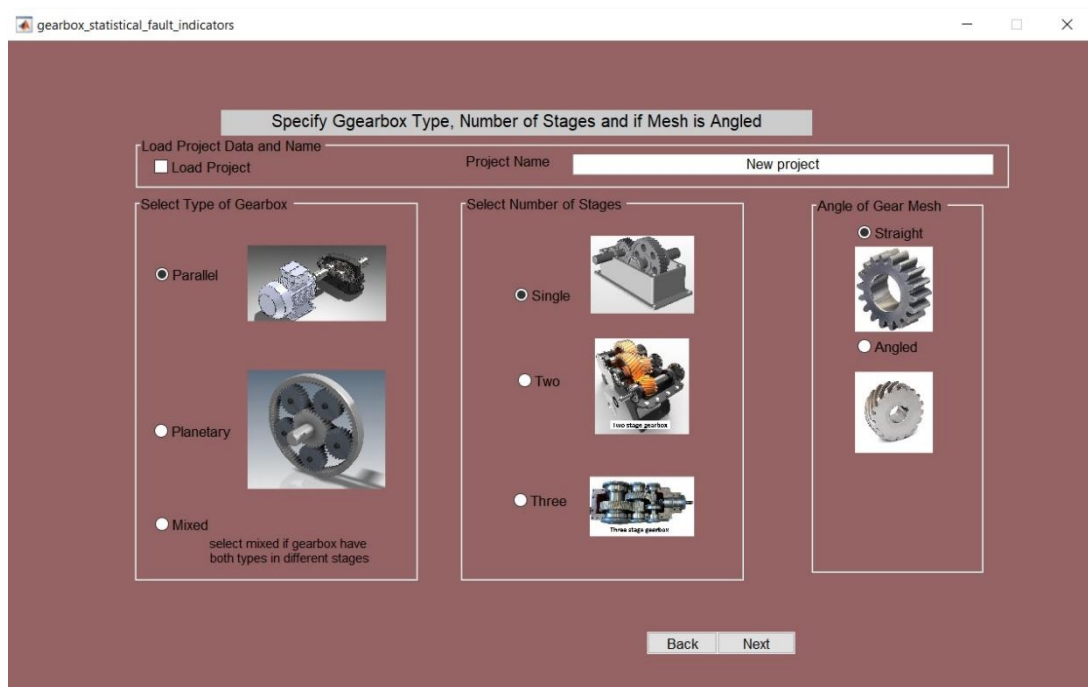 gearbox_statistical_fault_indicators
Specify Ggearbox Type, Number of Stages and if Mesh is Angled
Load Project Data and Name
Load Project
Project Name
New project
Select Type of Gearbox
Parallel
Planetary
Mixed
select mixed if gearbox have
both types in different stages
Select Number of Stages
Single
Two
Two stage gearbox
Three
Three stage gearbox
Angle of Gear Mesh
Straight
Angled
Back
Next